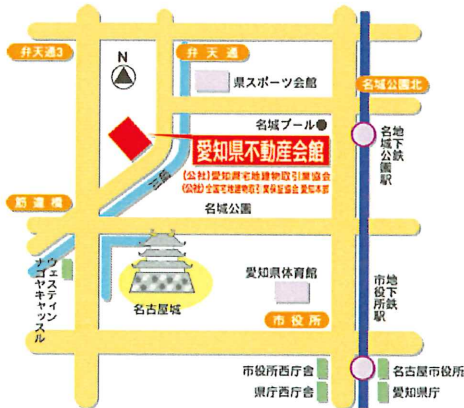 弁天通3
N
弁天通
県スポーツ会館
名城公園北
名城プール
地下鉄
名城公園駅
愛知県不動産会館
(公社)愛知県宅地建物取引業協会
(公社)全国宅地建物取引業保証協会 愛知本部
堀川
筋違橋
名城公園
ウェスティン
ナゴヤキャッスル
名古屋城
愛知県体育館
地下鉄
市役所駅
市役所
市役所西庁舎
名古屋市役所
県庁西庁舎
愛知県庁